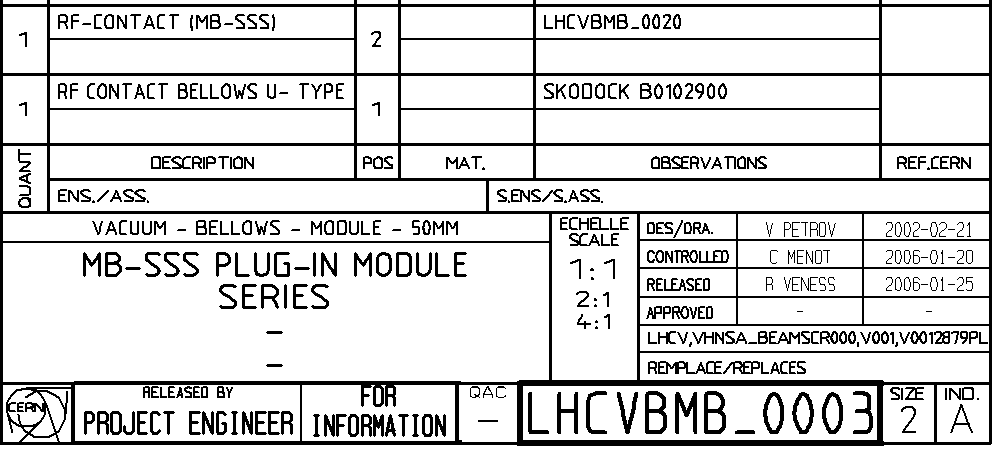 1 RF-CONTACT (MB-SSS) 2 LHCVBMB_0020
1 RF CONTACT BELLOWS U- TYPE 1 SKODOCK B0102900
QUANT DESCRIPTION POS MAT. OBSERVATIONS REF.CERN
ENS./ASS. S.ENS/S.ASS.
VACUUM - BELLOWS - MODULE - 50MM
MB-SSS PLUG-IN MODULE
SERIES
-
-
ECHELLE
SCALE
1:1
2:1
4:1
DES/DRA. V PETROV 2002-02-21
CONTROLLED C MENOT 2006-01-20
RELEASED R VENESS 2006-01-25
APPROVED - -
LHCV,VHNSA_BEAMSCR000,V001,V0012879PL
REMPLACE/REPLACES
CERN
RELEASED BY
PROJECT ENGINEER
FOR
INFORMATION
QAC
-
LHCVBMB_0003
SIZE
2
IND.
A